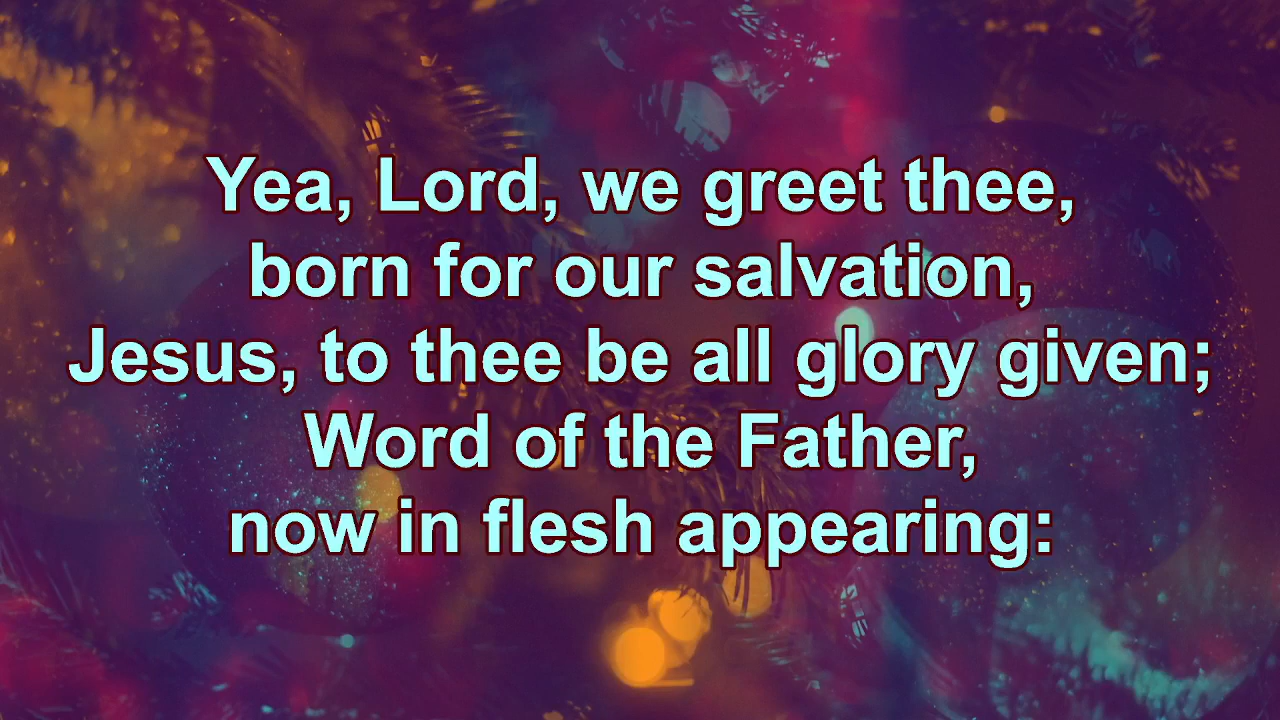 Yea, Lord, we greet thee,
born for our salvation,
Jesus, to thee be all glory given;
Word of the Father,
now in flesh appearing: